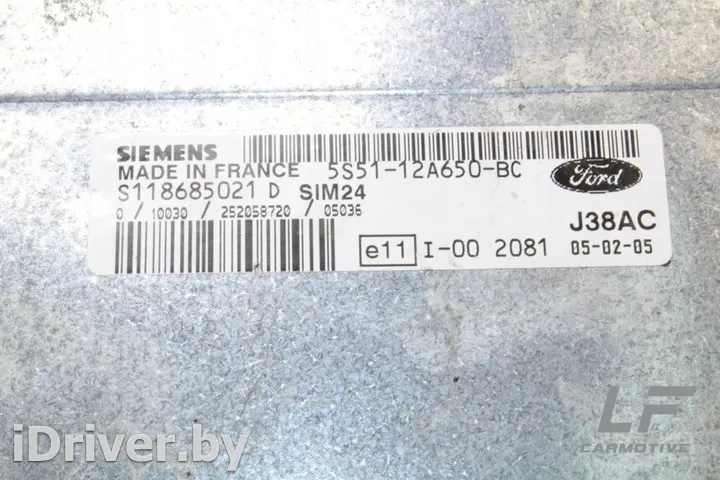 SIEMENS
MADE IN FRANCE 5S51-12A650-BC
S118685021 D SIM24
0 / 10030 / 252058720 / 05036
Ford
J38AC
e11 I-00 2081 05-02-05
LF
CARMOTIVE
iDriver.by